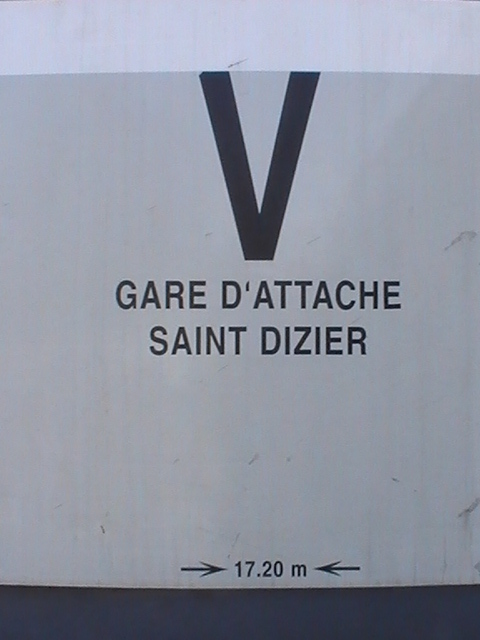 V
GARE D'ATTACHE
SAINT DIZIER
→ 17.20 m ←